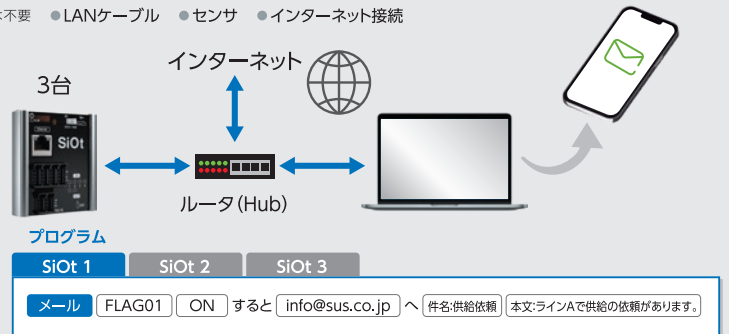 不要 ●LANケーブル ●センサ ●インターネット接続
インターネット
3台
SiOt
ルータ(Hub)
プログラム
SiOt 1 SiOt 2 SiOt 3
メール FLAG01 ON すると info@sus.co.jp へ 件名:供給依頼 本文:ラインAで供給の依頼があります。